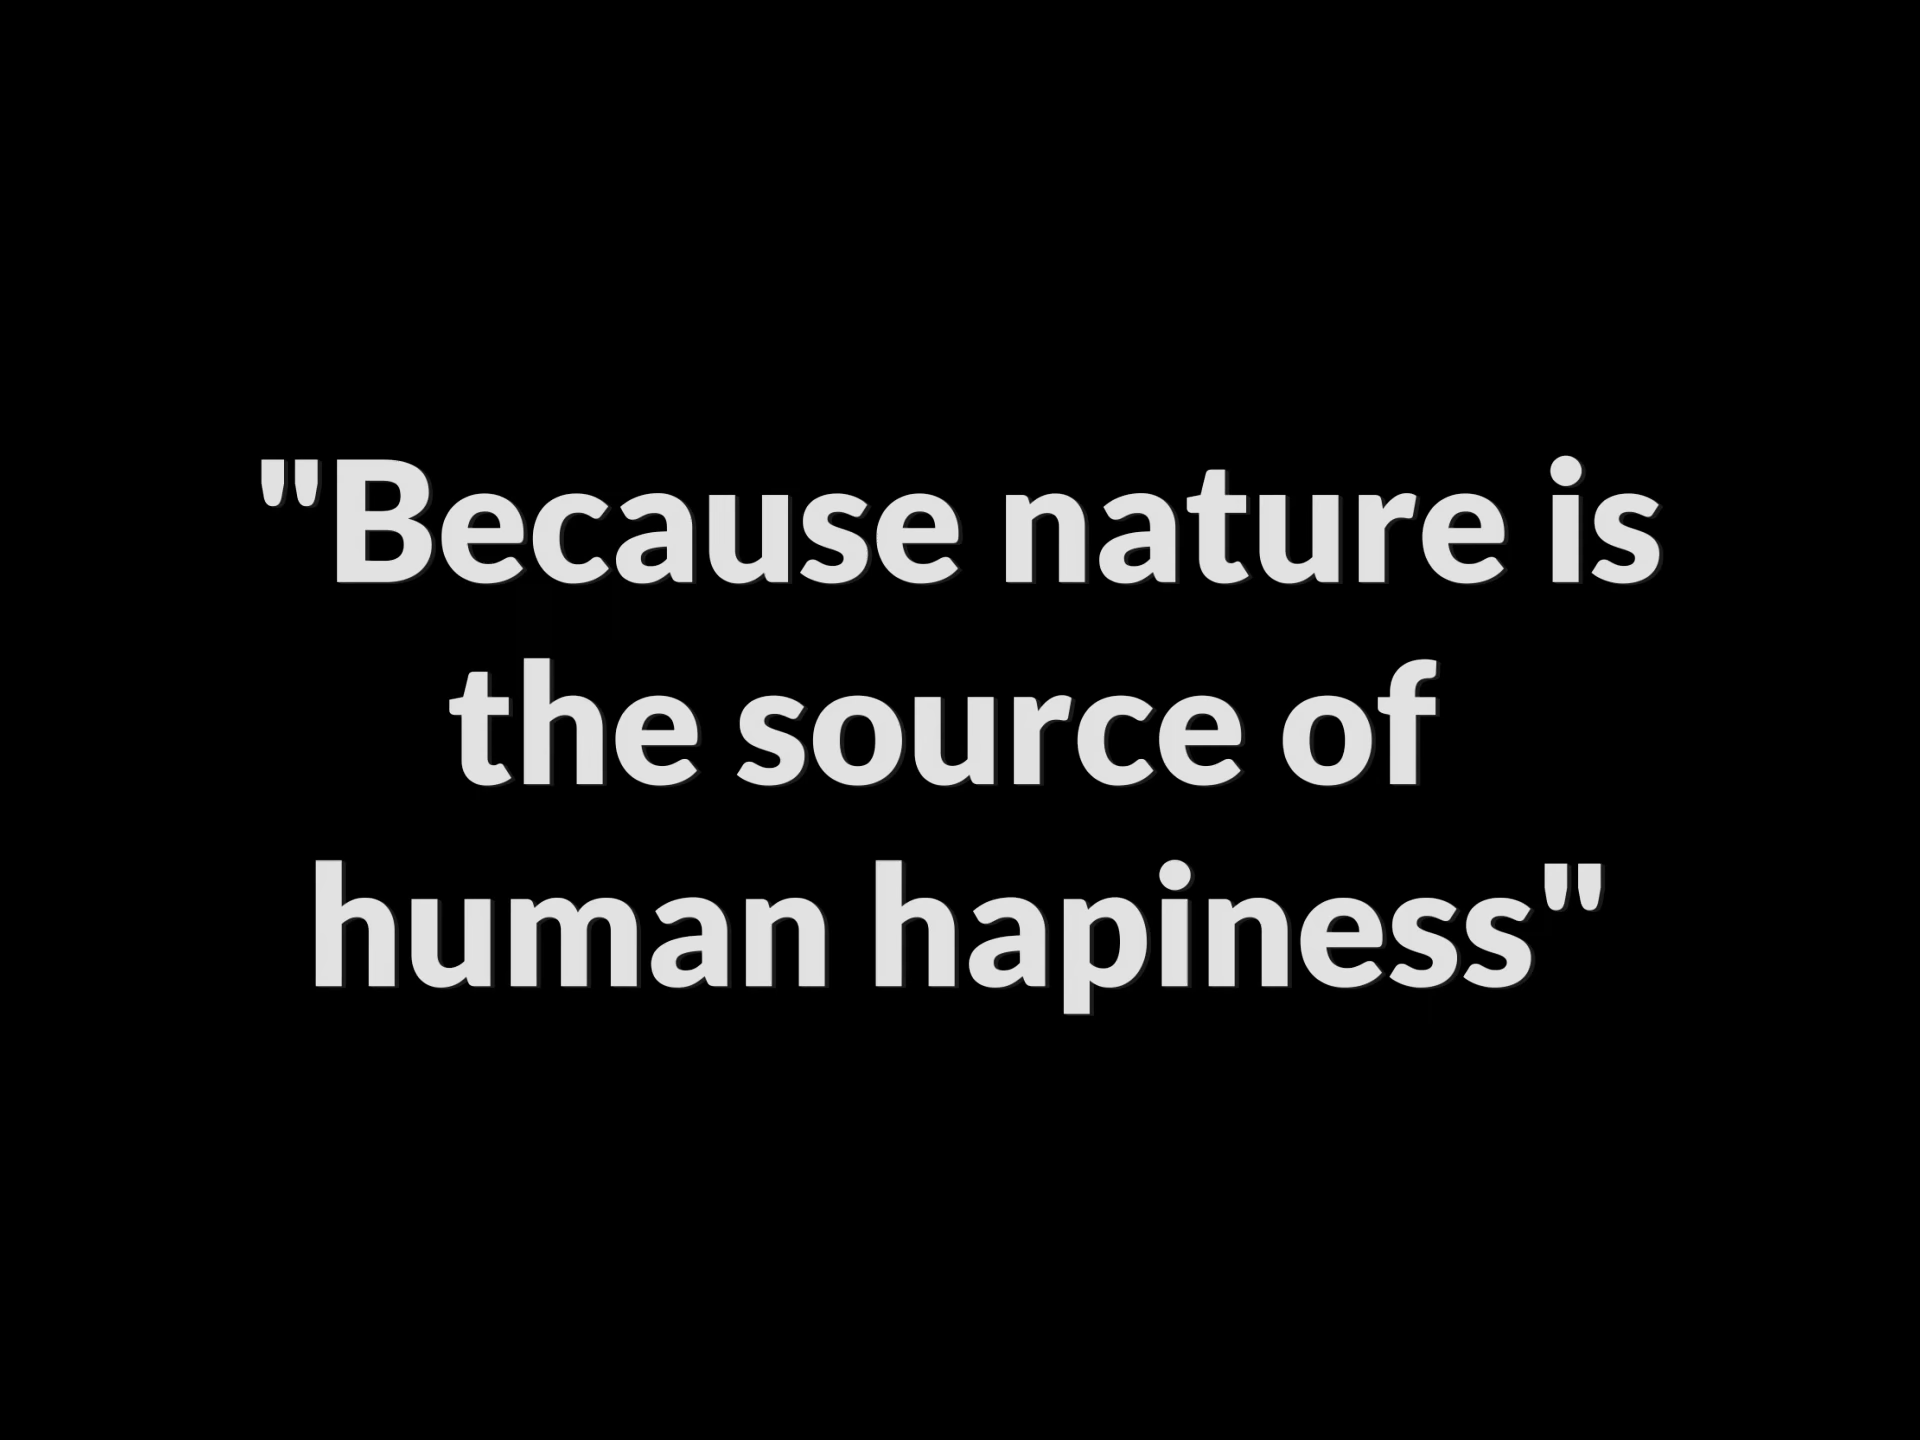 "Because nature is
the source of
human hapiness"